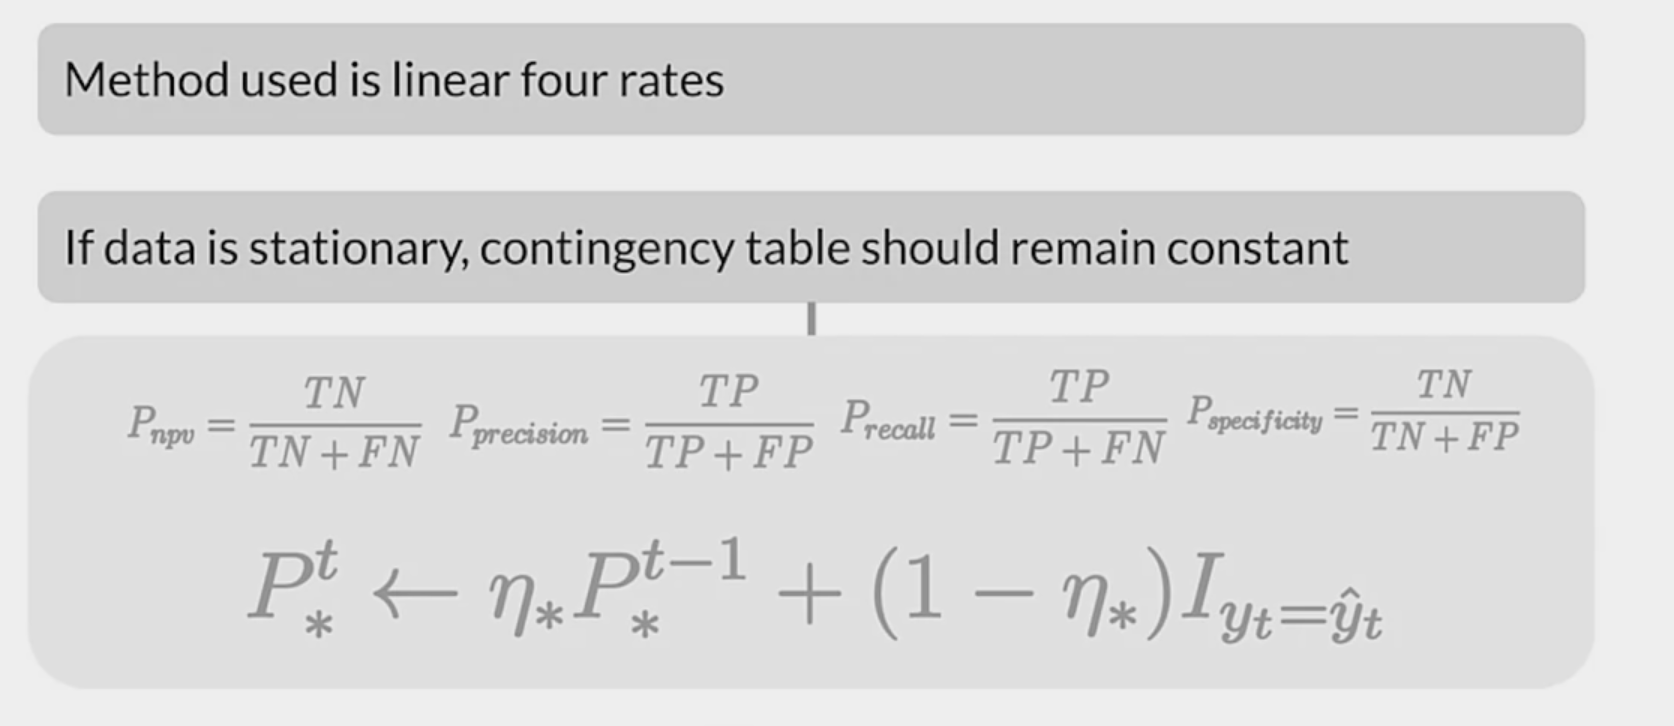 Method used is linear four rates
If data is stationary, contingency table should remain constant
P_{npv} = \frac{TN}{TN + FN} P_{precision} = \frac{TP}{TP + FP} P_{recall} = \frac{TP}{TP + FN} P_{specificity} = \frac{TN}{TN + FP}
P_*^t \leftarrow \eta_* P_*^{t-1} + (1 - \eta_*) I_{y_t = \hat{y}_t}